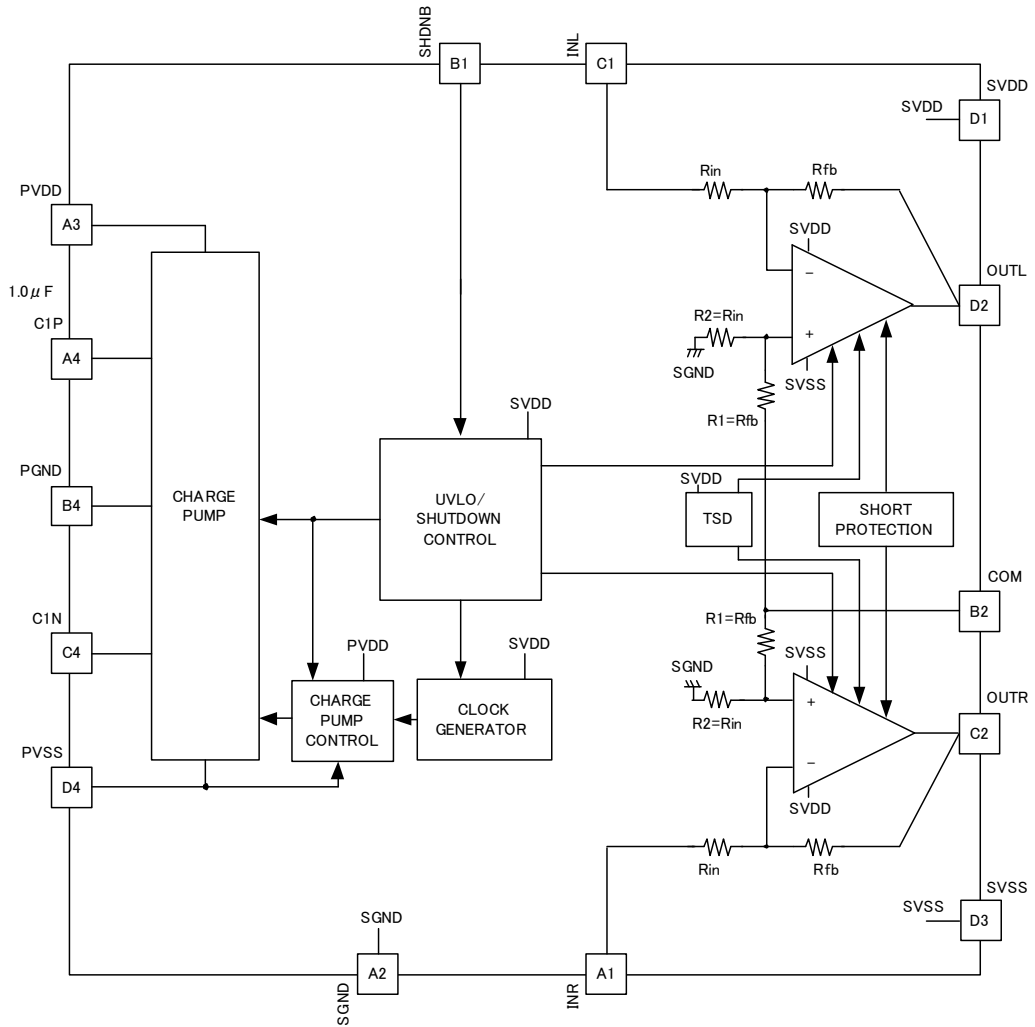 SHDNB
B1
INL
C1
SVDD
SVDD
D1
PVDD
A3
Rin
Rfb
SVDD
−
1.0μF
C1P
A4
R2=Rin
SGND
+
SVSS
OUTL
D2
R1=Rfb
SVDD
PGND
B4
CHARGE
PUMP
UVLO/
SHUTDOWN
CONTROL
SVDD
TSD
SHORT
PROTECTION
COM
B2
C1N
C4
R1=Rfb
PVDD
SVDD
SGND
SVSS
R2=Rin
+
CHARGE
PUMP
CONTROL
CLOCK
GENERATOR
OUTR
C2
PVSS
D4
−
SVDD
Rin
Rfb
SVSS
SVSS
D3
SGND
A2
SGND
INR
A1